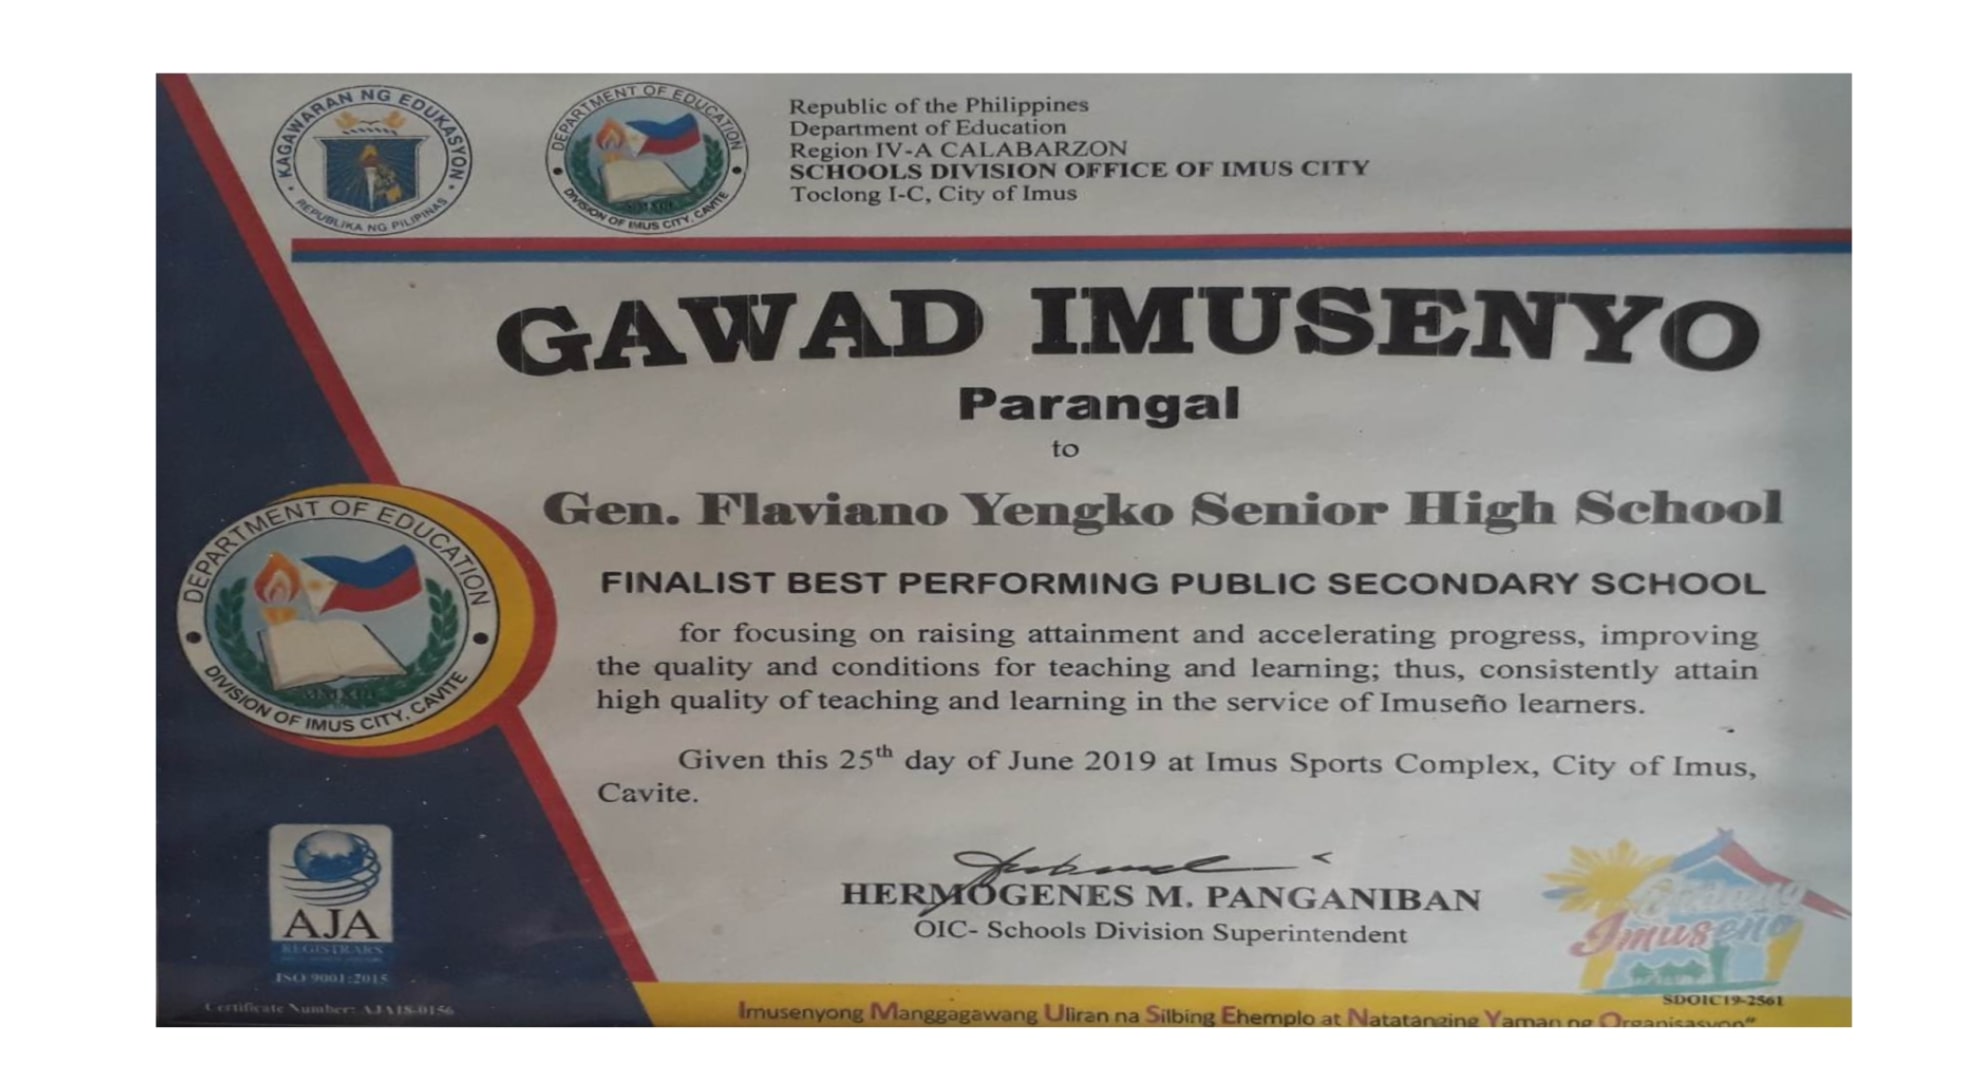 KAGAWARAN NG EDUKASYON
REPUBLIKA NG PILIPINAS
DEPARTMENT OF EDUCATION
DIVISION OF IMUS CITY, CAVITE
Republic of the Philippines
Department of Education
Region IV-A CALABARZON
SCHOOLS DIVISION OFFICE OF IMUS CITY
Toclong I-C, City of Imus
GAWAD IMUSENYO
Parangal
to
Gen. Flaviano Yengko Senior High School
FINALIST BEST PERFORMING PUBLIC SECONDARY SCHOOL
for focusing on raising attainment and accelerating progress, improving
the quality and conditions for teaching and learning; thus, consistently attain
high quality of teaching and learning in the service of Imuseño learners.
Given this 25th day of June 2019 at Imus Sports Complex, City of Imus,
Cavite.
HERMOGENES M. PANGANIBAN
OIC- Schools Division Superintendent
DEPARTMENT OF EDUCATION
DIVISION OF IMUS CITY, CAVITE
AJA
REGISTRARS
ISO 9001:2015
Certificate Number: AJA18-0156
Imuseño
SDOIC19-2561
Imusenyong Manggagawang Uliran na Silbing Ehemplo at Natatanging Yaman ng Organisasyon"